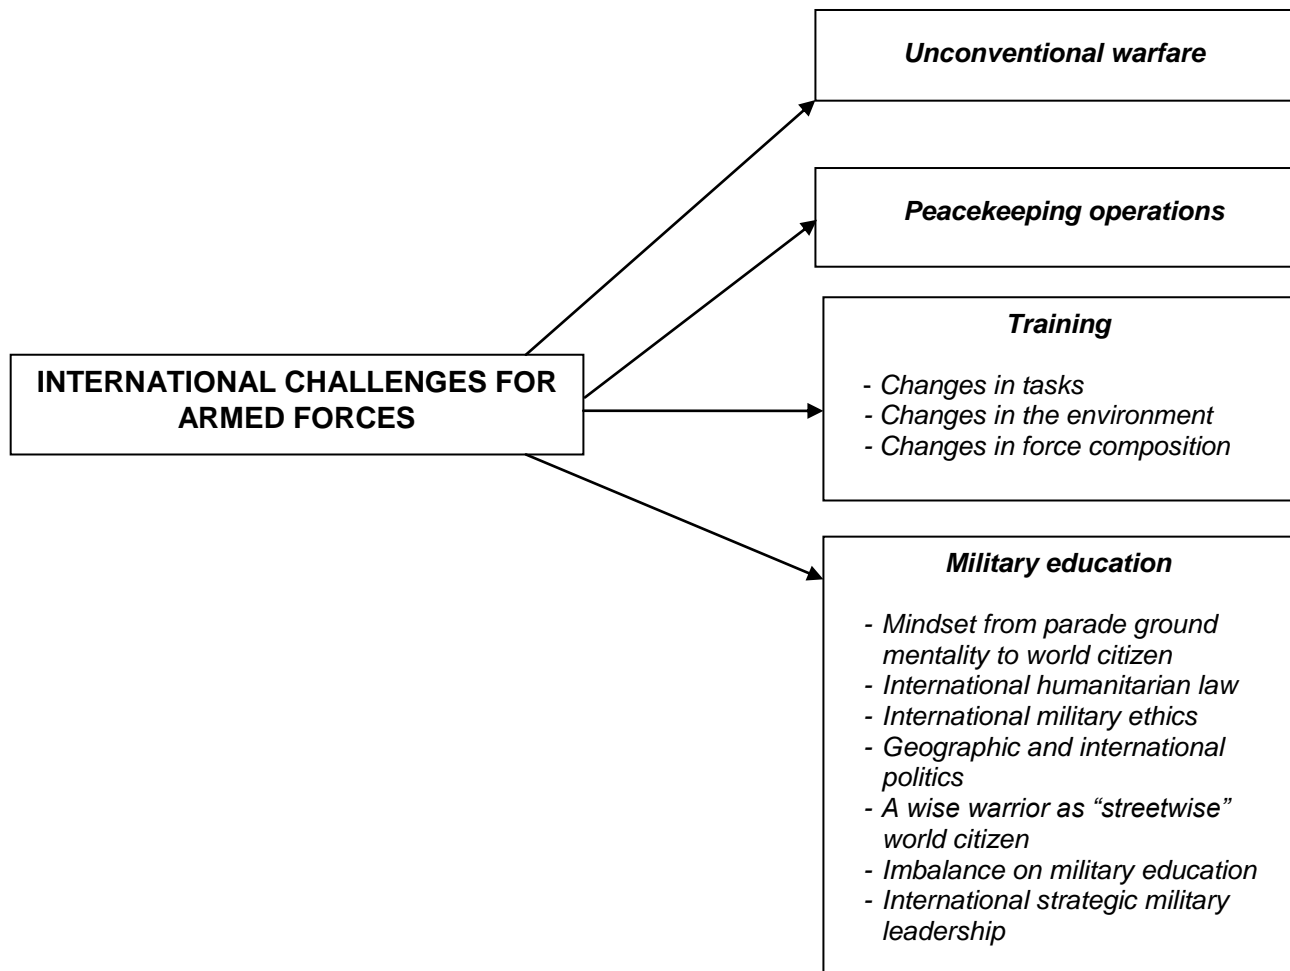 Unconventional warfare
Peacekeeping operations
Training
- Changes in tasks
- Changes in the environment
- Changes in force composition
INTERNATIONAL CHALLENGES FOR
ARMED FORCES
Military education
- Mindset from parade ground
mentality to world citizen
- International humanitarian law
- International military ethics
- Geographic and international
politics
- A wise warrior as “streetwise”
world citizen
- Imbalance on military education
- International strategic military
leadership